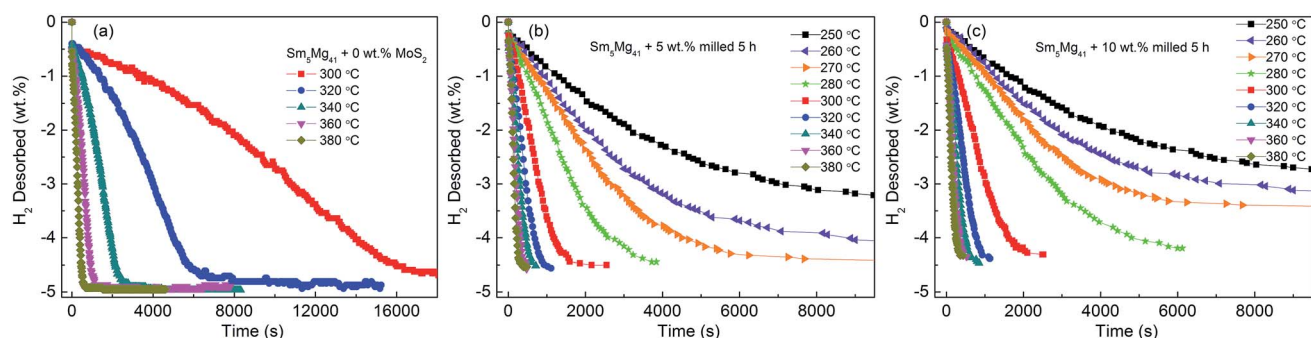 (a)
Sm5Mg41 + 0 wt.% MoS2
300 °C
320 °C
340 °C
360 °C
380 °C
0
-1
-2
-3
-4
-5
H2 Desorbed (wt.%)
0 4000 8000 12000 16000
Time (s)
(b)
Sm5Mg41 + 5 wt.% milled 5 h
250 °C
260 °C
270 °C
280 °C
300 °C
320 °C
340 °C
360 °C
380 °C
0
-1
-2
-3
-4
-5
H2 Desorbed (wt.%)
0 2000 4000 6000 8000
Time (s)
(c)
Sm5Mg41 + 10 wt.% milled 5 h
250 °C
260 °C
270 °C
280 °C
300 °C
320 °C
340 °C
360 °C
380 °C
0
-1
-2
-3
-4
-5
H2 Desorbed (wt.%)
0 2000 4000 6000 8000
Time (s)